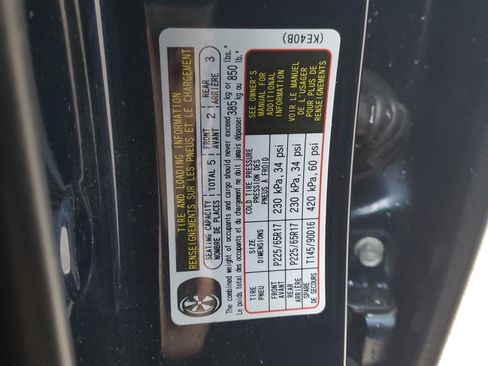 TIRE AND LOADING INFORMATION
RENSEIGNEMENTS SUR LES PNEUS ET LE CHARGEMENT
SEATING CAPACITY TOTAL 5 FRONT 2 REAR 3
NOMBRE DE PLACES AVANT ARRIÈRE
The combined weight of occupants and cargo should never exceed 385 kg or 850 lbs.
Le poids total des occupants et du chargement ne doit jamais dépasser 385 kg or 850 lb.
TIRE SIZE COLD TIRE PRESSURE
PNEU DIMENSIONS PRESSION DES PNEUS À FROID
FRONT AVANT P225/65R17 230 kPa, 34 psi
REAR ARRIÈRE P225/65R17 230 kPa, 34 psi
SPARE DE SECOURS T145/90D16 420 kPa, 60 psi
SEE OWNER'S
MANUAL FOR
ADDITIONAL
INFORMATION
VOIR LE MANUEL
DE L'USAGER
POUR PLUS DE
RENSEIGNEMENTS
(KE40B)